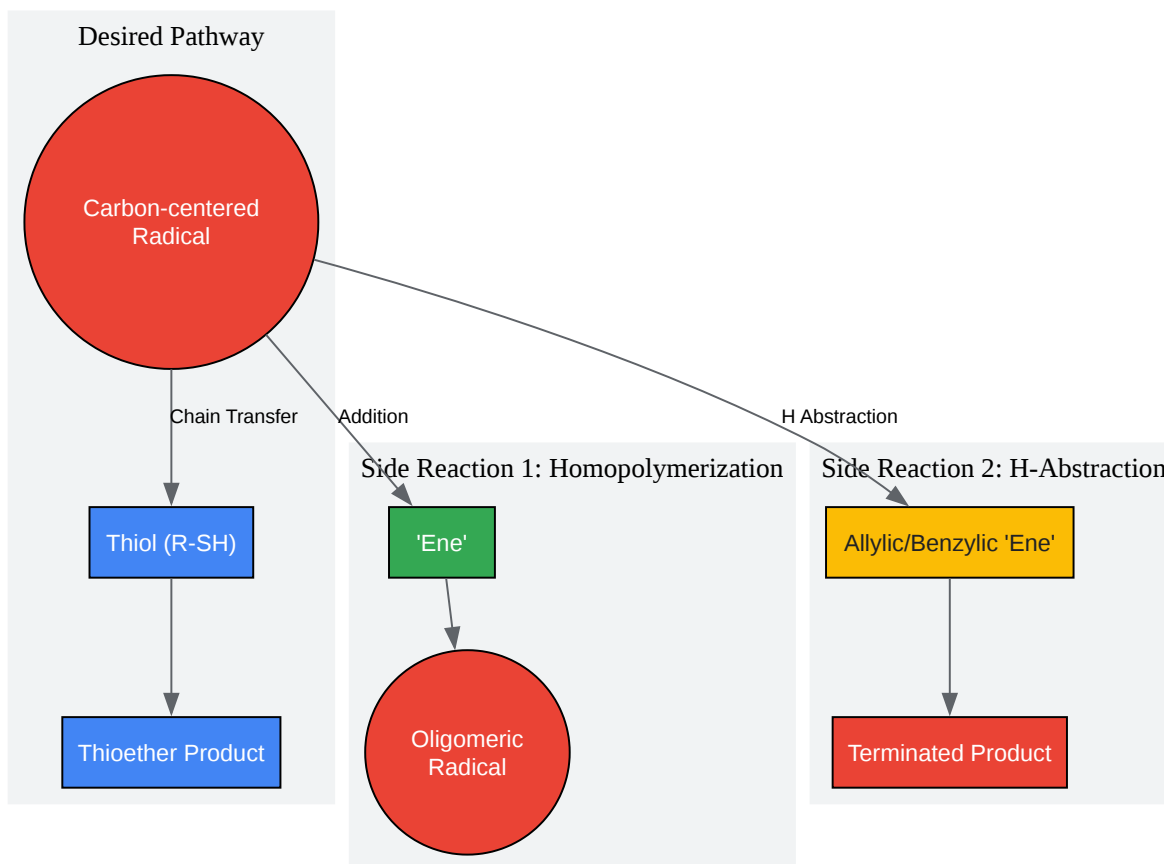 Desired Pathway
Carbon-centered
Radical
Chain Transfer
Addition
H Abstraction
Side Reaction 1: Homopolymerization
Side Reaction 2: H-Abstraction
Thiol (R-SH)
'Ene'
Allylic/Benzylic 'Ene'
Thioether Product
Oligomeric
Radical
Terminated Product